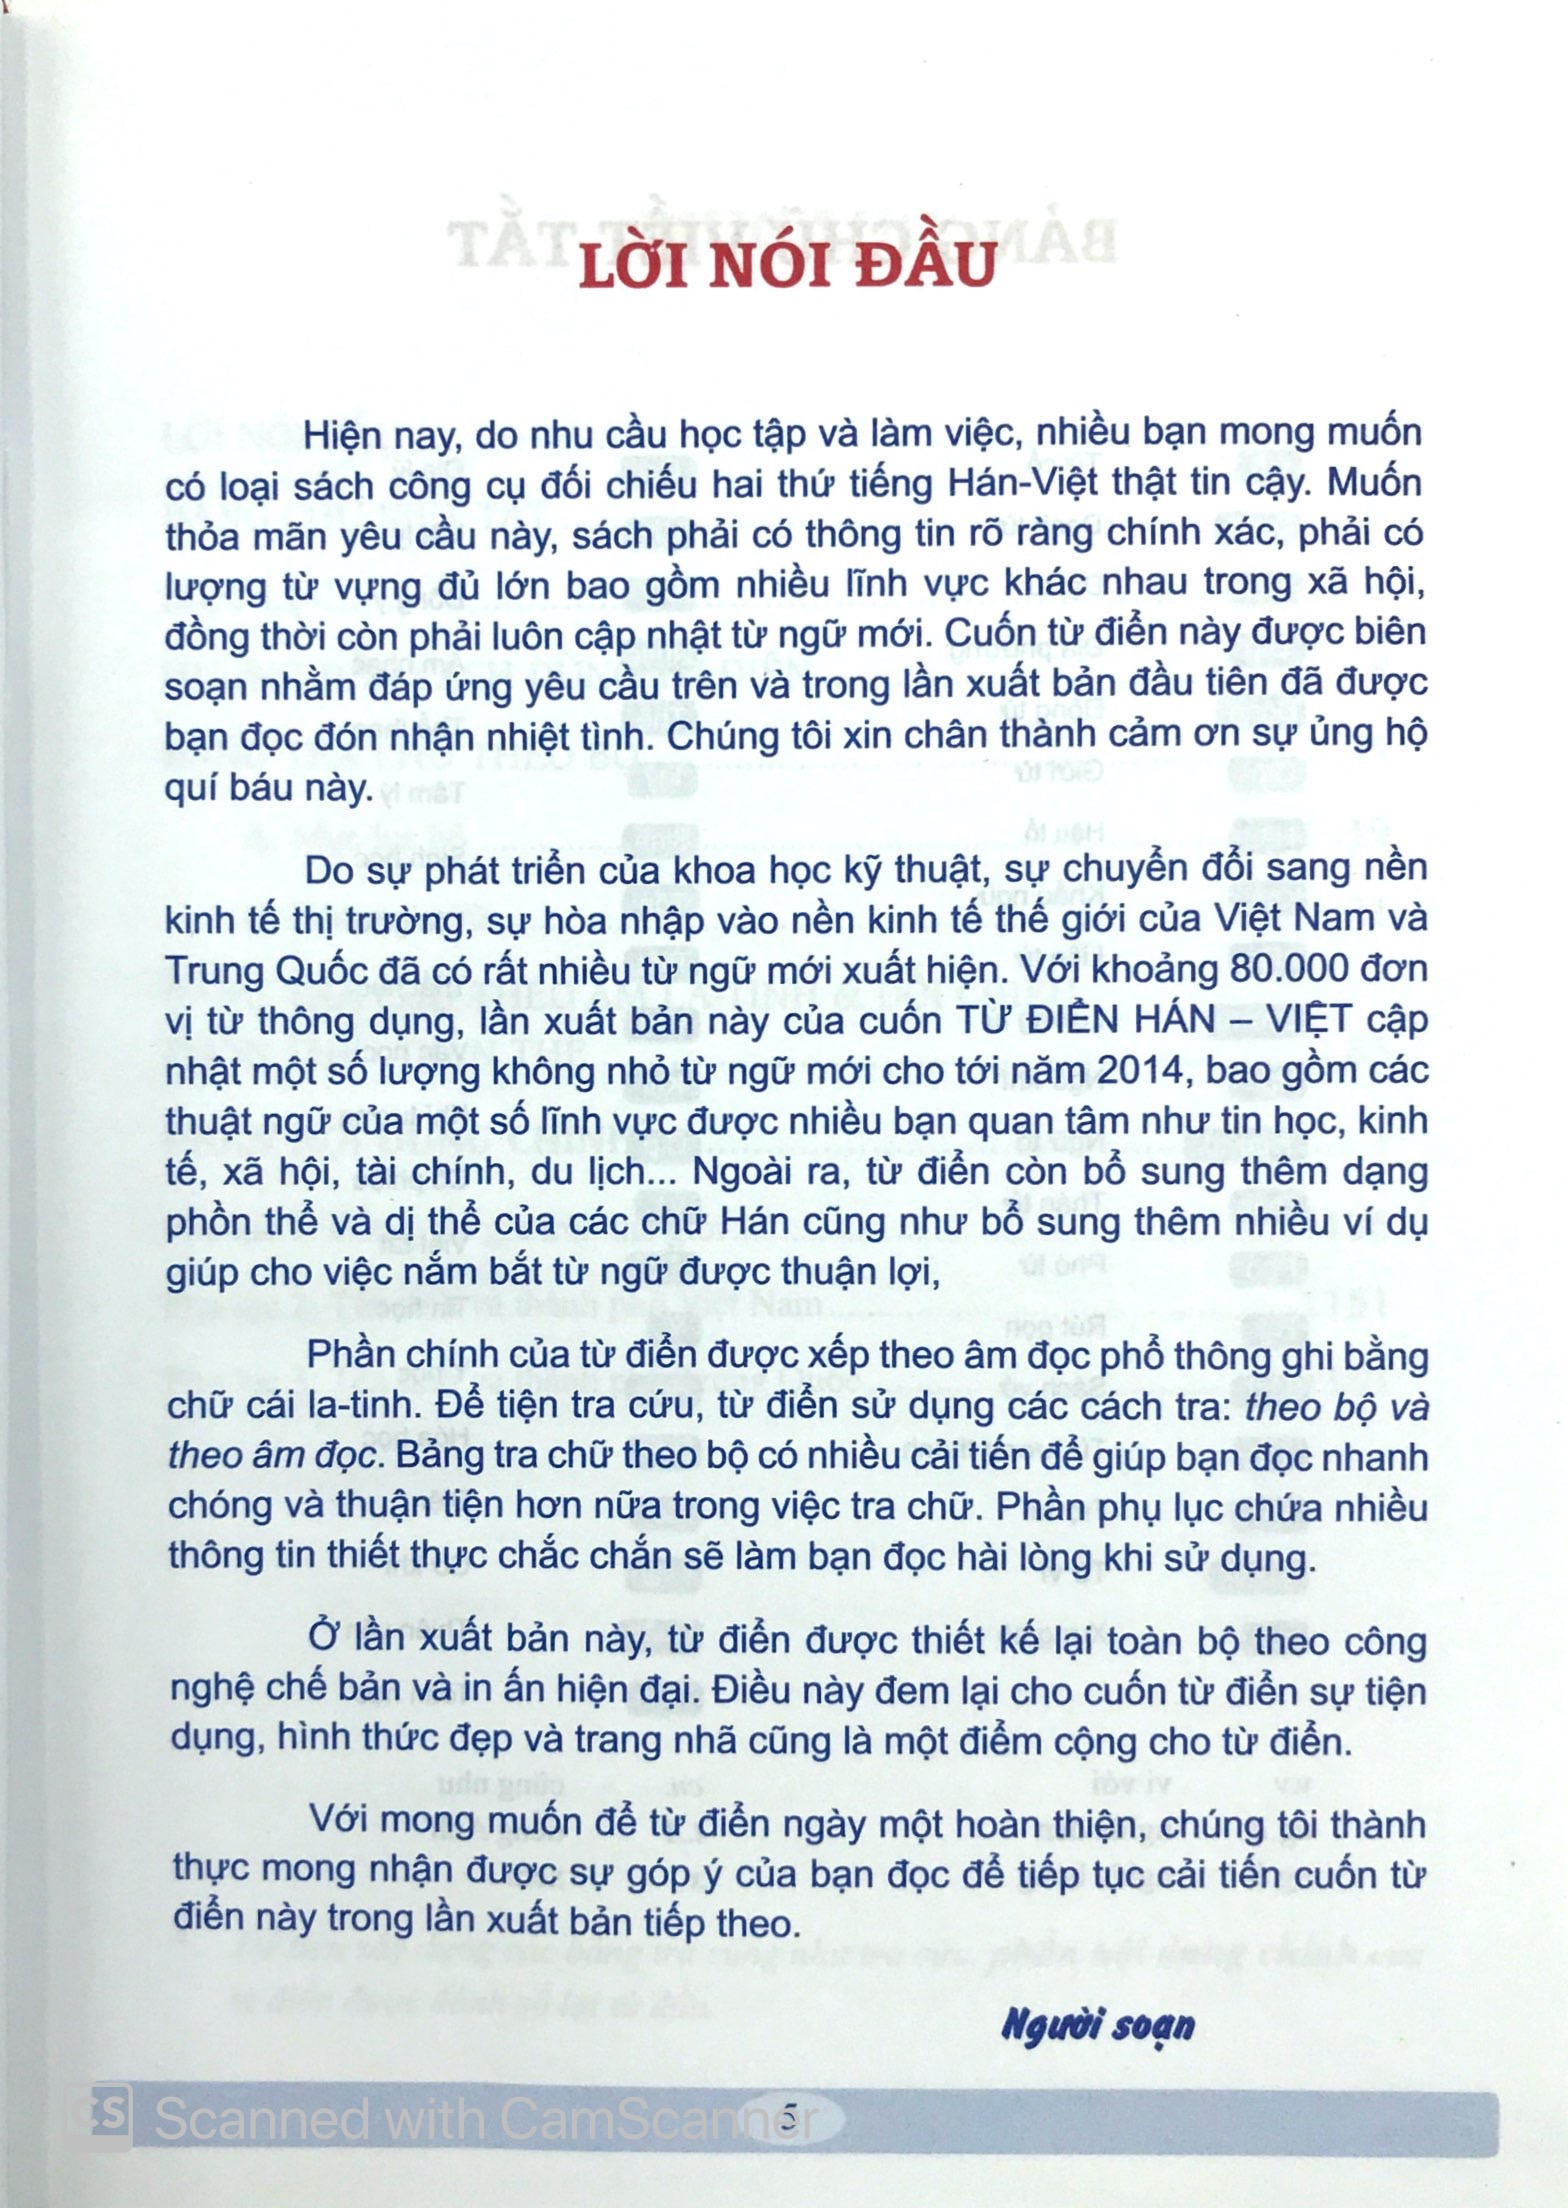 LỜI NÓI ĐẦU
Hiện nay, do nhu cầu học tập và làm việc, nhiều bạn mong muốn
có loại sách công cụ đối chiếu hai thứ tiếng Hán-Việt thật tin cậy. Muốn
thỏa mãn yêu cầu này, sách phải có thông tin rõ ràng chính xác, phải có
lượng từ vựng đủ lớn bao gồm nhiều lĩnh vực khác nhau trong xã hội,
đồng thời còn phải luôn cập nhật từ ngữ mới. Cuốn từ điển này được biên
soạn nhằm đáp ứng yêu cầu trên và trong lần xuất bản đầu tiên đã được
bạn đọc đón nhận nhiệt tình. Chúng tôi xin chân thành cảm ơn sự ủng hộ
quí báu này.
Do sự phát triển của khoa học kỹ thuật, sự chuyển đổi sang nền
kinh tế thị trường, sự hòa nhập vào nền kinh tế thế giới của Việt Nam và
Trung Quốc đã có rất nhiều từ ngữ mới xuất hiện. Với khoảng 80.000 đơn
vị từ thông dụng, lần xuất bản này của cuốn TỪ ĐIỂN HÁN – VIỆT cập
nhật một số lượng không nhỏ từ ngữ mới cho tới năm 2014, bao gồm các
thuật ngữ của một số lĩnh vực được nhiều bạn quan tâm như tin học, kinh
tế, xã hội, tài chính, du lịch... Ngoài ra, từ điển còn bổ sung thêm dạng
phồn thể và dị thể của các chữ Hán cũng như bổ sung thêm nhiều ví dụ
giúp cho việc nắm bắt từ ngữ được thuận lợi,
Phần chính của từ điển được xếp theo âm đọc phổ thông ghi bằng
chữ cái la-tinh. Để tiện tra cứu, từ điển sử dụng các cách tra: theo bộ và
theo âm đọc. Bảng tra chữ theo bộ có nhiều cải tiến để giúp bạn đọc nhanh
chóng và thuận tiện hơn nữa trong việc tra chữ. Phần phụ lục chứa nhiều
thông tin thiết thực chắc chắn sẽ làm bạn đọc hài lòng khi sử dụng.
Ở lần xuất bản này, từ điển được thiết kế lại toàn bộ theo công
nghệ chế bản và in ấn hiện đại. Điều này đem lại cho cuốn từ điển sự tiện
dụng, hình thức đẹp và trang nhã cũng là một điểm cộng cho từ điển.
Với mong muốn để từ điển ngày một hoàn thiện, chúng tôi thành
thực mong nhận được sự góp ý của bạn đọc để tiếp tục cải tiến cuốn từ
điển này trong lần xuất bản tiếp theo.
Người soạn
CS Scanned with CamScanner
5